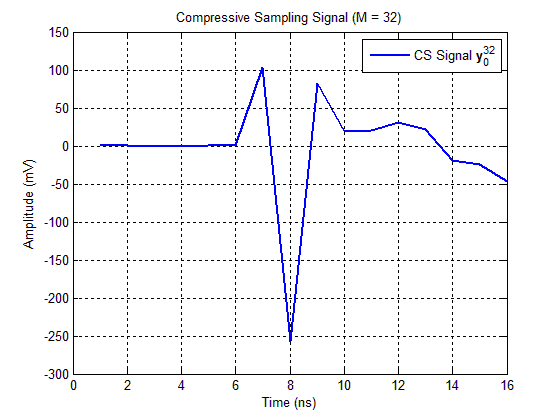 Compressive Sampling Signal (M = 32)
150
100
50
0
-50
-100
-150
-200
-250
-300
Amplitude (mV)
CS Signal y₀³²
0 2 4 6 8 10 12 14 16
Time (ns)